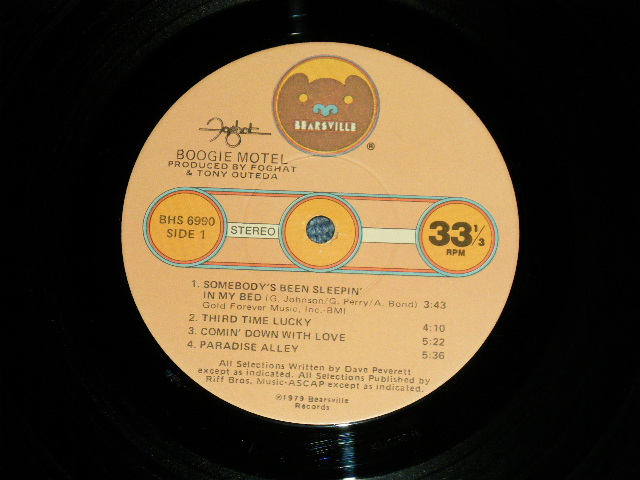 BEARSVILLE
®
Foghat
BOOGIE MOTEL
PRODUCED BY FOGHAT
& TONY OUTEDA
BHS 6990
SIDE 1
STEREO
33 1/3
RPM
1. SOMEBODY'S BEEN SLEEPIN'
IN MY BED (G. Johnson/G. Perry/A. Bond) 3:43
Gold Forever Music, Inc.-BMI
2. THIRD TIME LUCKY 4:10
3. COMIN' DOWN WITH LOVE 5:22
4. PARADISE ALLEY 5:36
All Selections Written by Dave Peverett
except as indicated. All Selections Published by
Riff Bros. Music-ASCAP except as indicated.
℗1979 Bearsville
Records